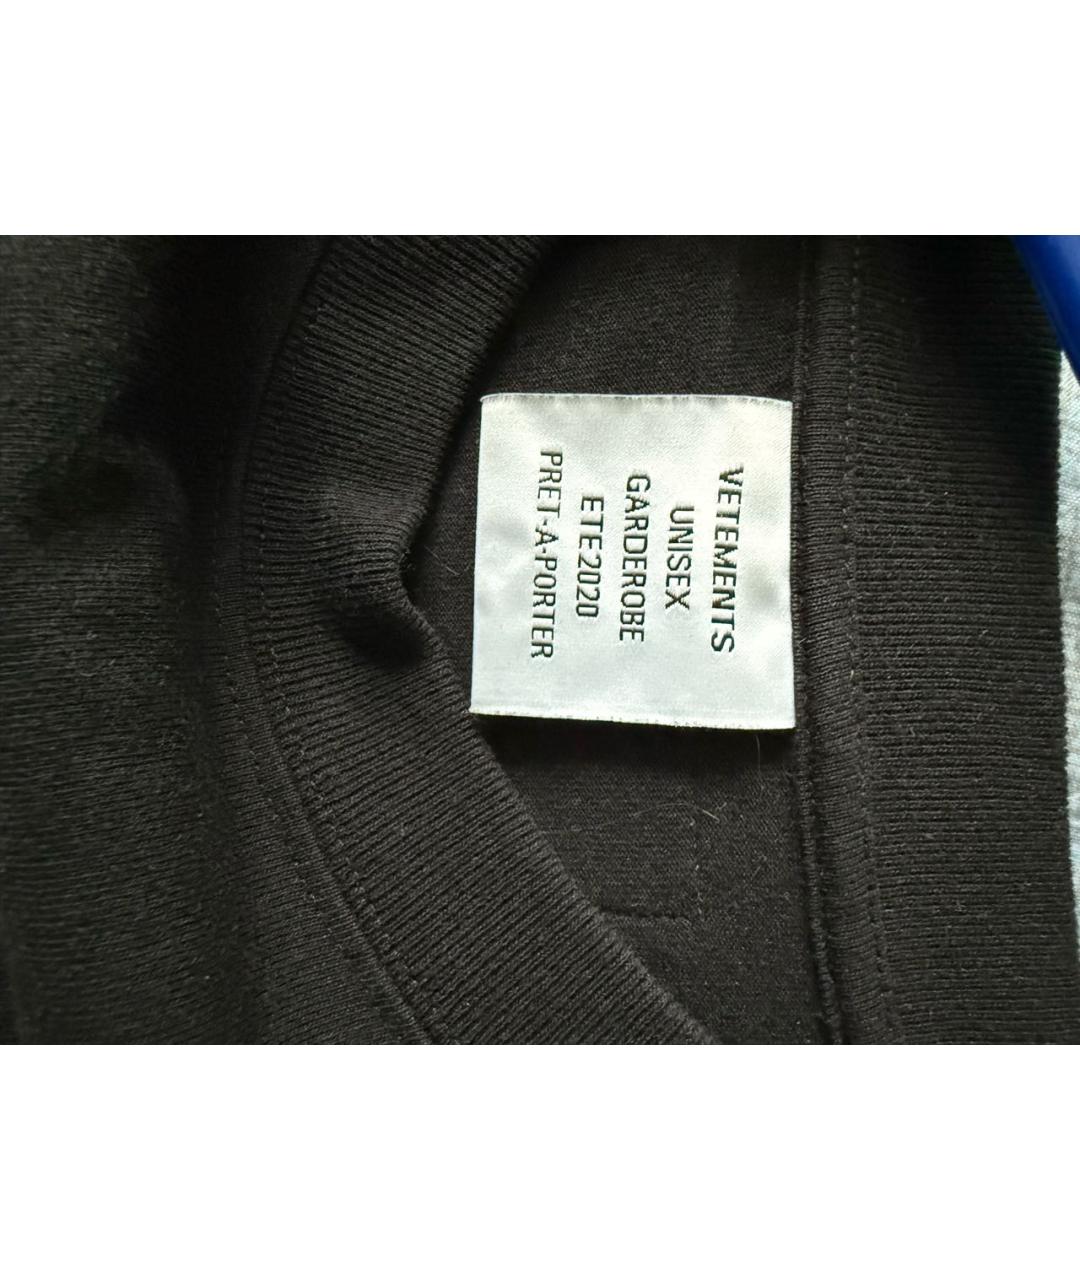 VETEMENTS
UNISEX
GARDEROBE
ETE2020
PRET-A-PORTER